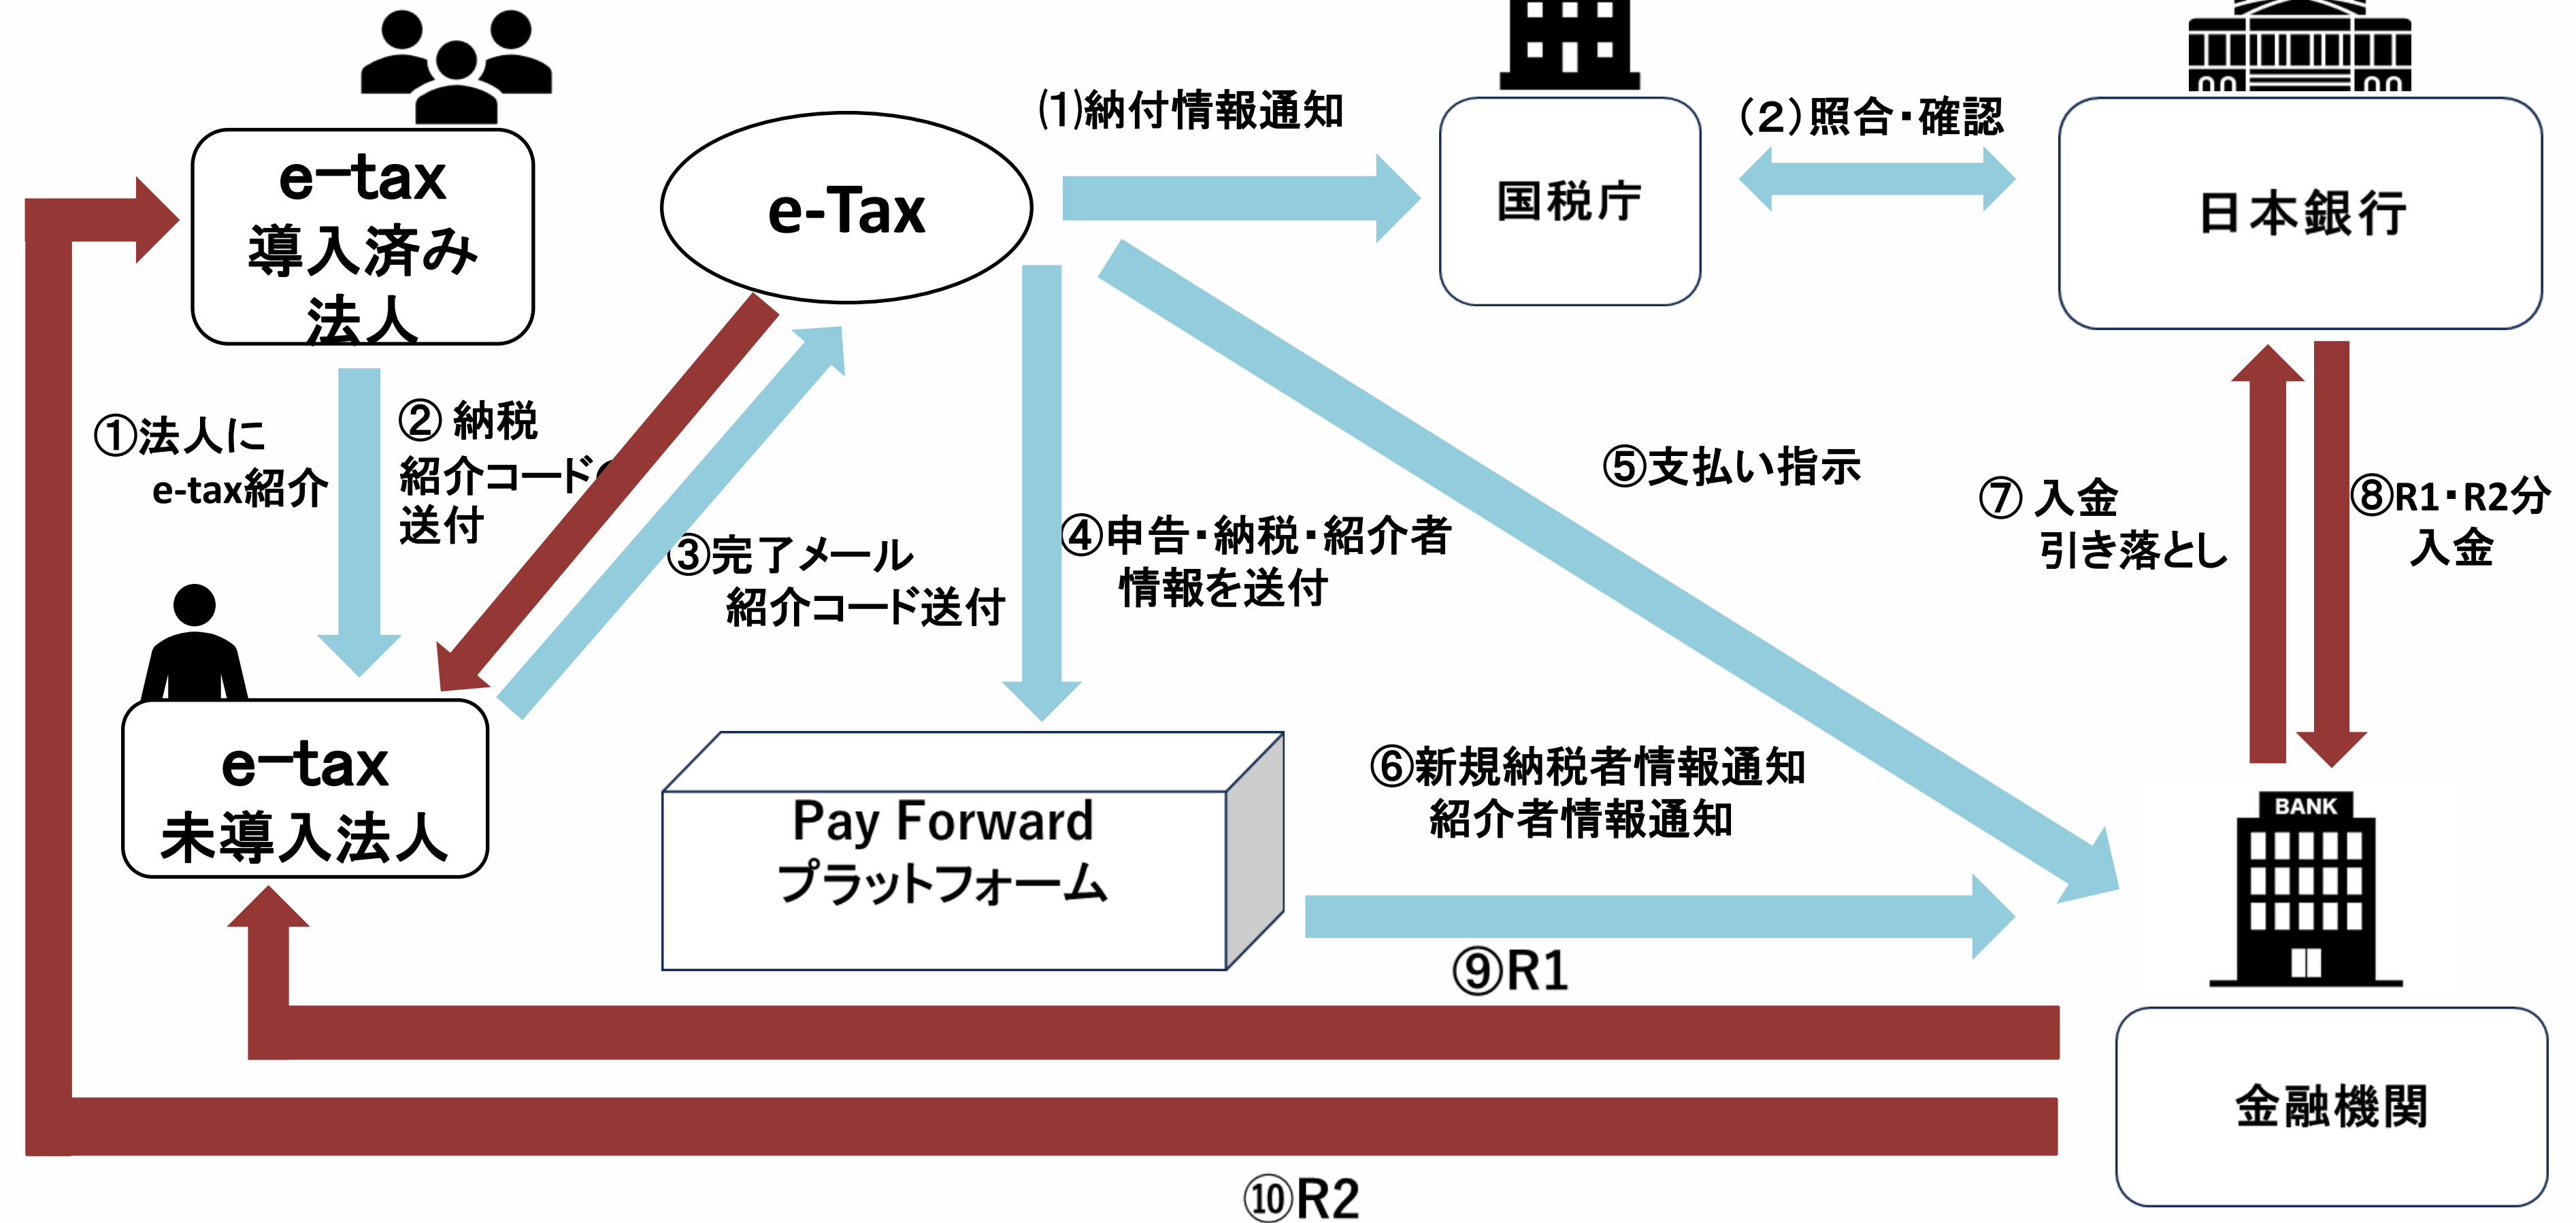 e-tax
導入済み
法人
e-Tax
⑴納付情報通知
国税庁
(2)照合・確認
日本銀行
①法人に
e-tax紹介
② 納税
紹介コード
送付
③完了メール
紹介コード送付
④申告・納税・紹介者
情報を送付
⑤支払い指示
⑦ 入金
引き落とし
⑧R1・R2分
入金
e-tax
未導入法人
Pay Forward
プラットフォーム
⑥新規納税者情報通知
紹介者情報通知
BANK
⑨R1
金融機関
⑩R2